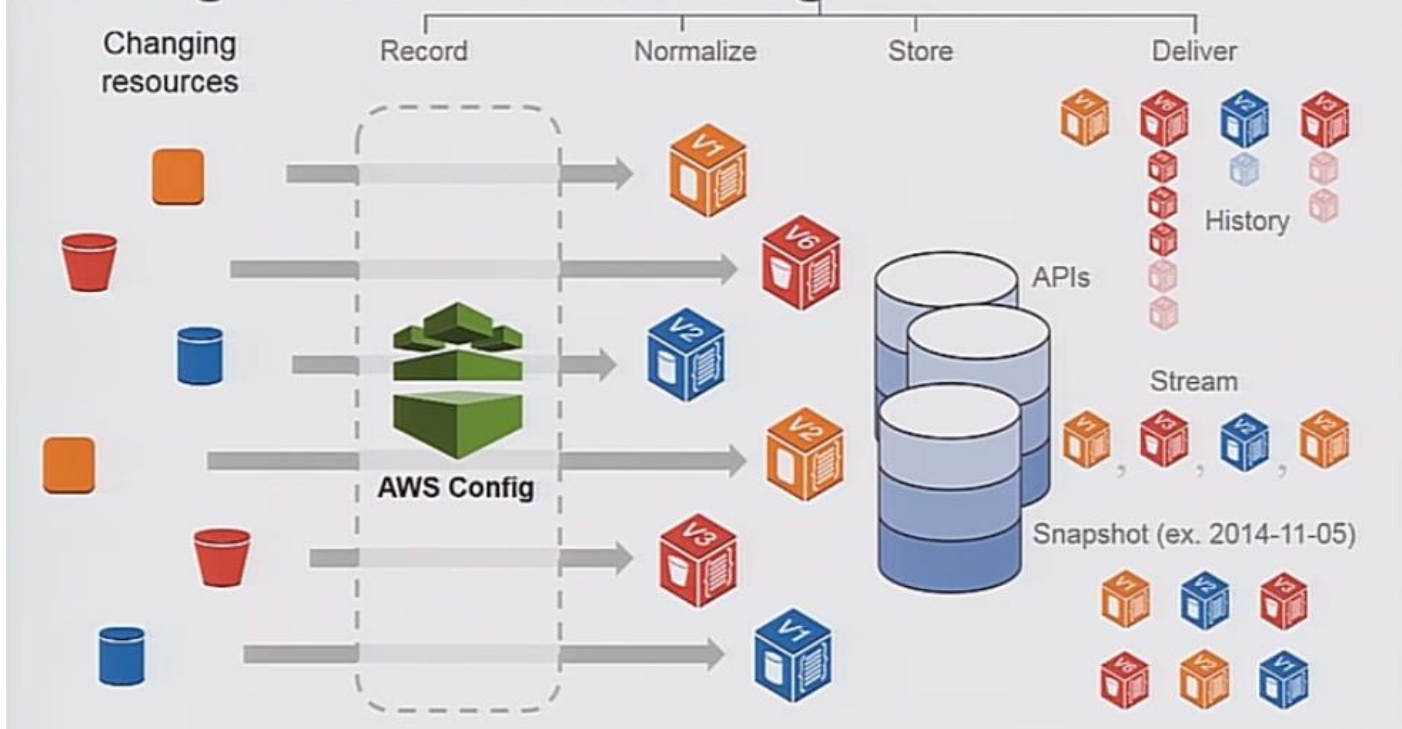 Changing
resources
Record
Normalize
Store
Deliver
V1
V6
V2
V3
History
V1
V6
V2
V2
V3
V1
AWS Config
APIs
Stream
V1
,
V3
,
V2
,
V2
Snapshot (ex. 2014-11-05)
V1
V2
V3
V6
V2
V1